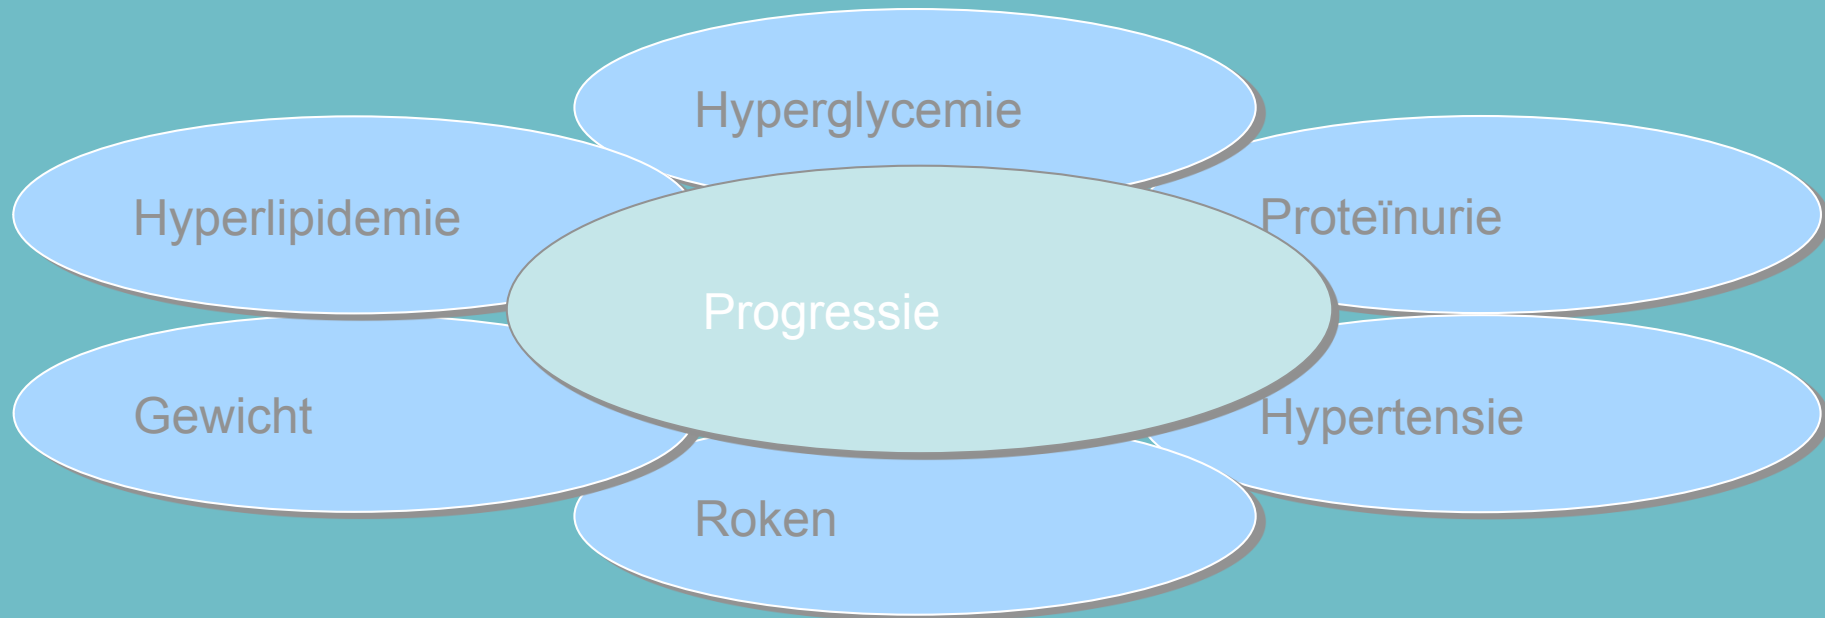 Hyperglycemie
Hyperlipidemie
Proteïnurie
Progressie
Gewicht
Hypertensie
Roken